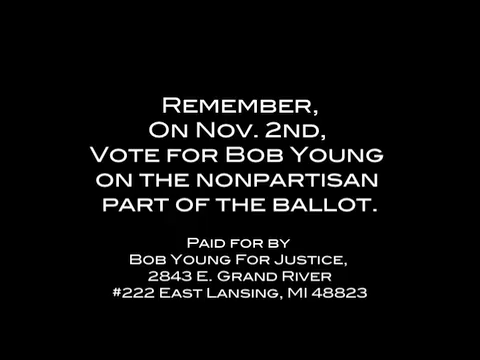 Remember,
On Nov. 2nd,
Vote for Bob Young
on the nonpartisan
part of the ballot.
Paid for by
Bob Young For Justice,
2843 E. Grand River
#222 East Lansing, MI 48823